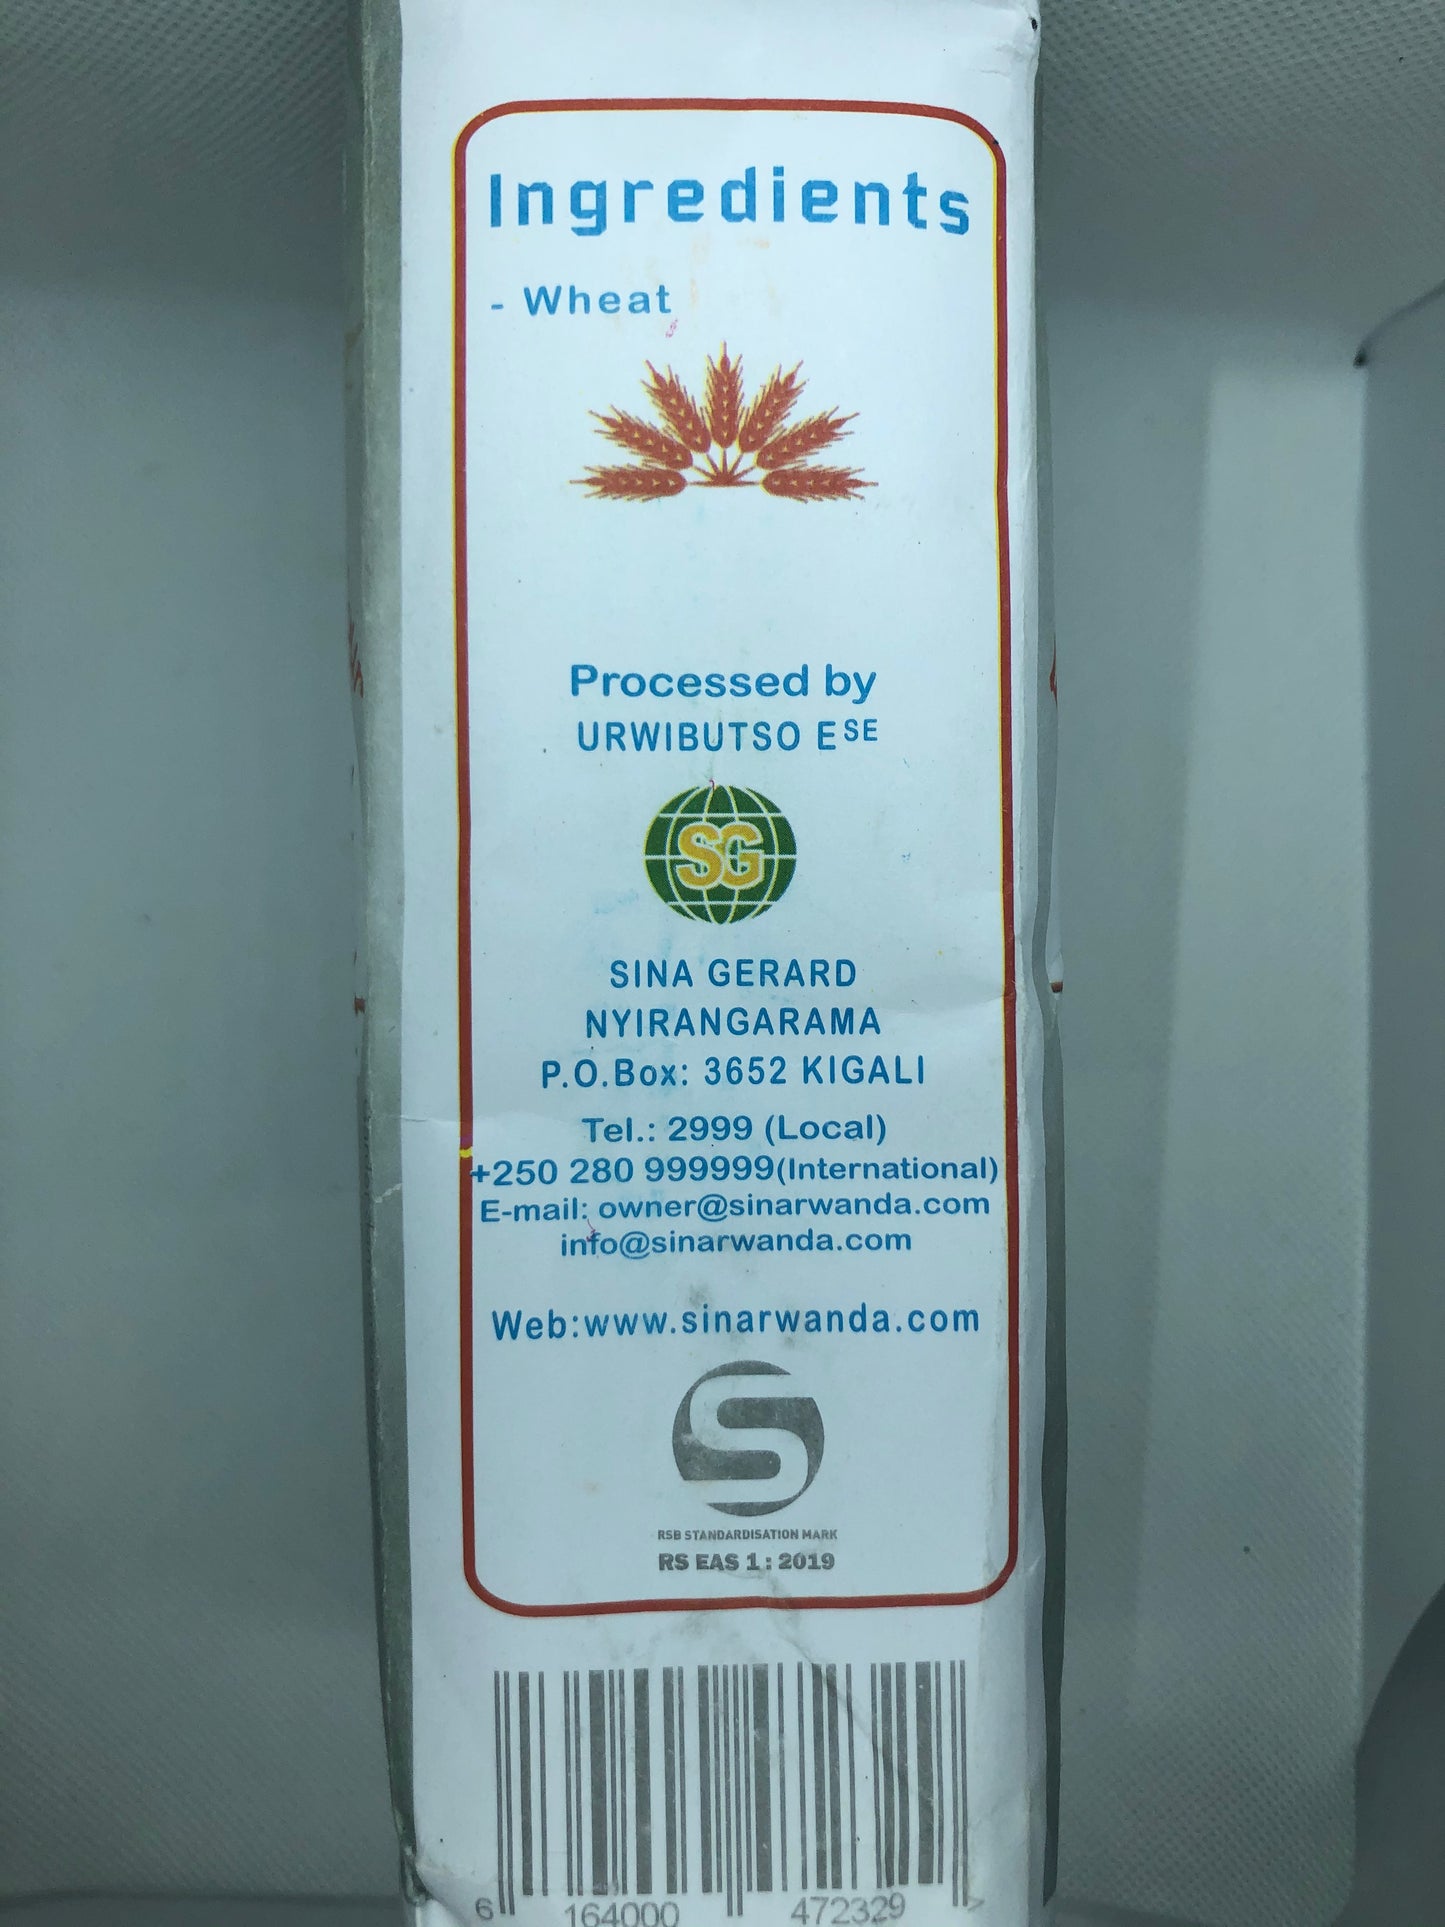 Ingredients
- Wheat
Processed by
URWIBUTSO ESE
SG
SINA GERARD
NYIRANGARAMA
P.O.Box: 3652 KIGALI
Tel.: 2999 (Local)
+250 280 999999(International)
E-mail: owner@sinarwanda.com
info@sinarwanda.com
Web:www.sinarwanda.com
S
RSB STANDARDISATION MARK
RS EAS 1 : 2019
6 164000 472329 >